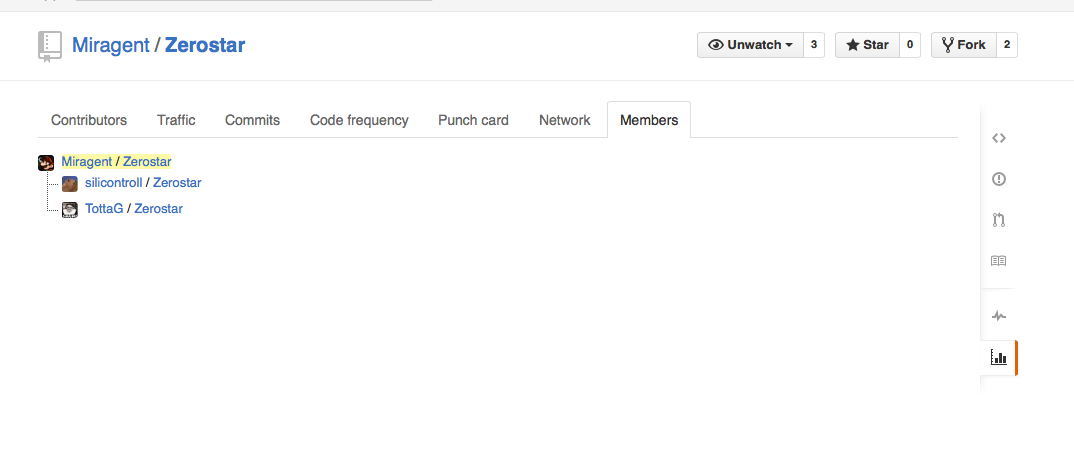 Miragent / Zerostar
Unwatch 3 Star 0 Fork 2
Contributors Traffic Commits Code frequency Punch card Network Members
Miragent / Zerostar
silicontroll / Zerostar
TottaG / Zerostar